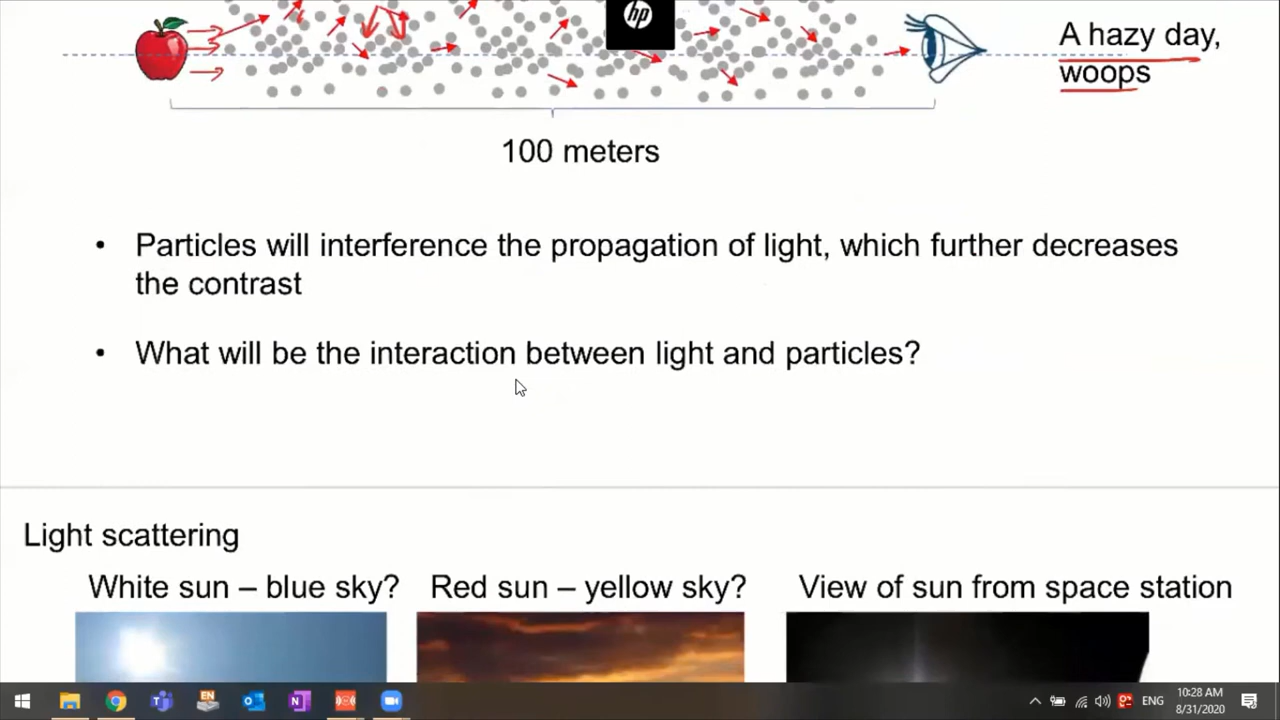 hp
A hazy day,
woops
100 meters
• Particles will interference the propagation of light, which further decreases
the contrast
• What will be the interaction between light and particles?
Light scattering
White sun – blue sky?
Red sun – yellow sky?
View of sun from space station
EN
ENG
10:28 AM
8/31/2020